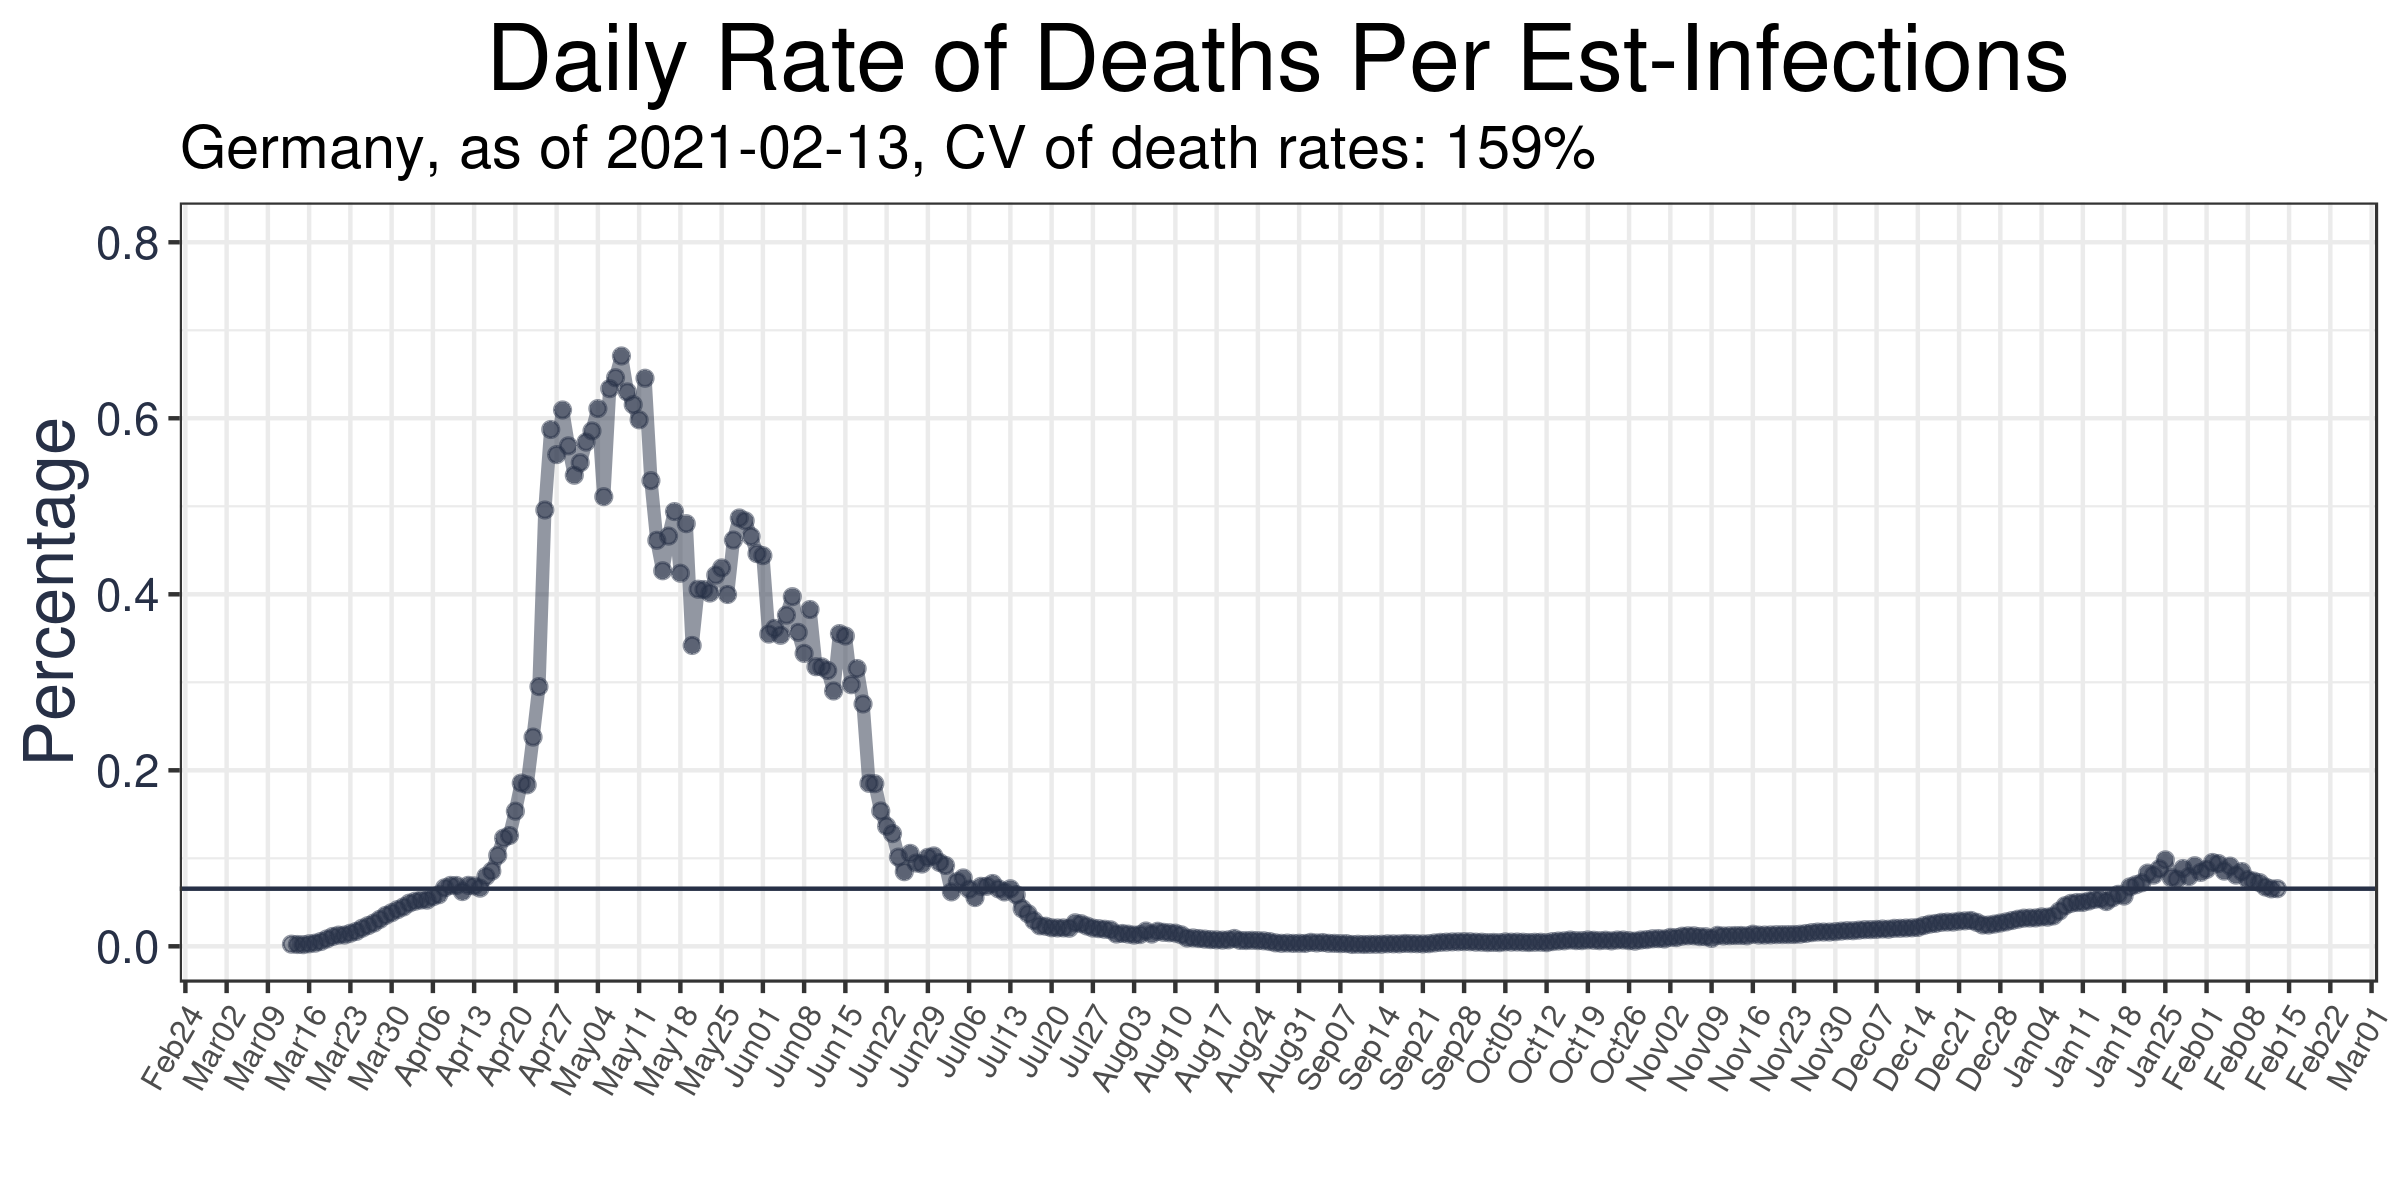 Daily Rate of Deaths Per Est-Infections
Germany, as of 2021-02-13, CV of death rates: 159%
Percentage
0.8
0.6
0.4
0.2
0.0
Feb24
Mar02
Mar09
Mar16
Mar23
Mar30
Apr06
Apr13
Apr20
Apr27
May04
May11
May18
May25
Jun01
Jun08
Jun15
Jun22
Jun29
Jul06
Jul13
Jul20
Jul27
Aug03
Aug10
Aug17
Aug24
Aug31
Sep07
Sep14
Sep21
Sep28
Oct05
Oct12
Oct19
Oct26
Nov02
Nov09
Nov16
Nov23
Nov30
Dec07
Dec14
Dec21
Dec28
Jan04
Jan11
Jan18
Jan25
Feb01
Feb08
Feb15
Feb22
Mar01